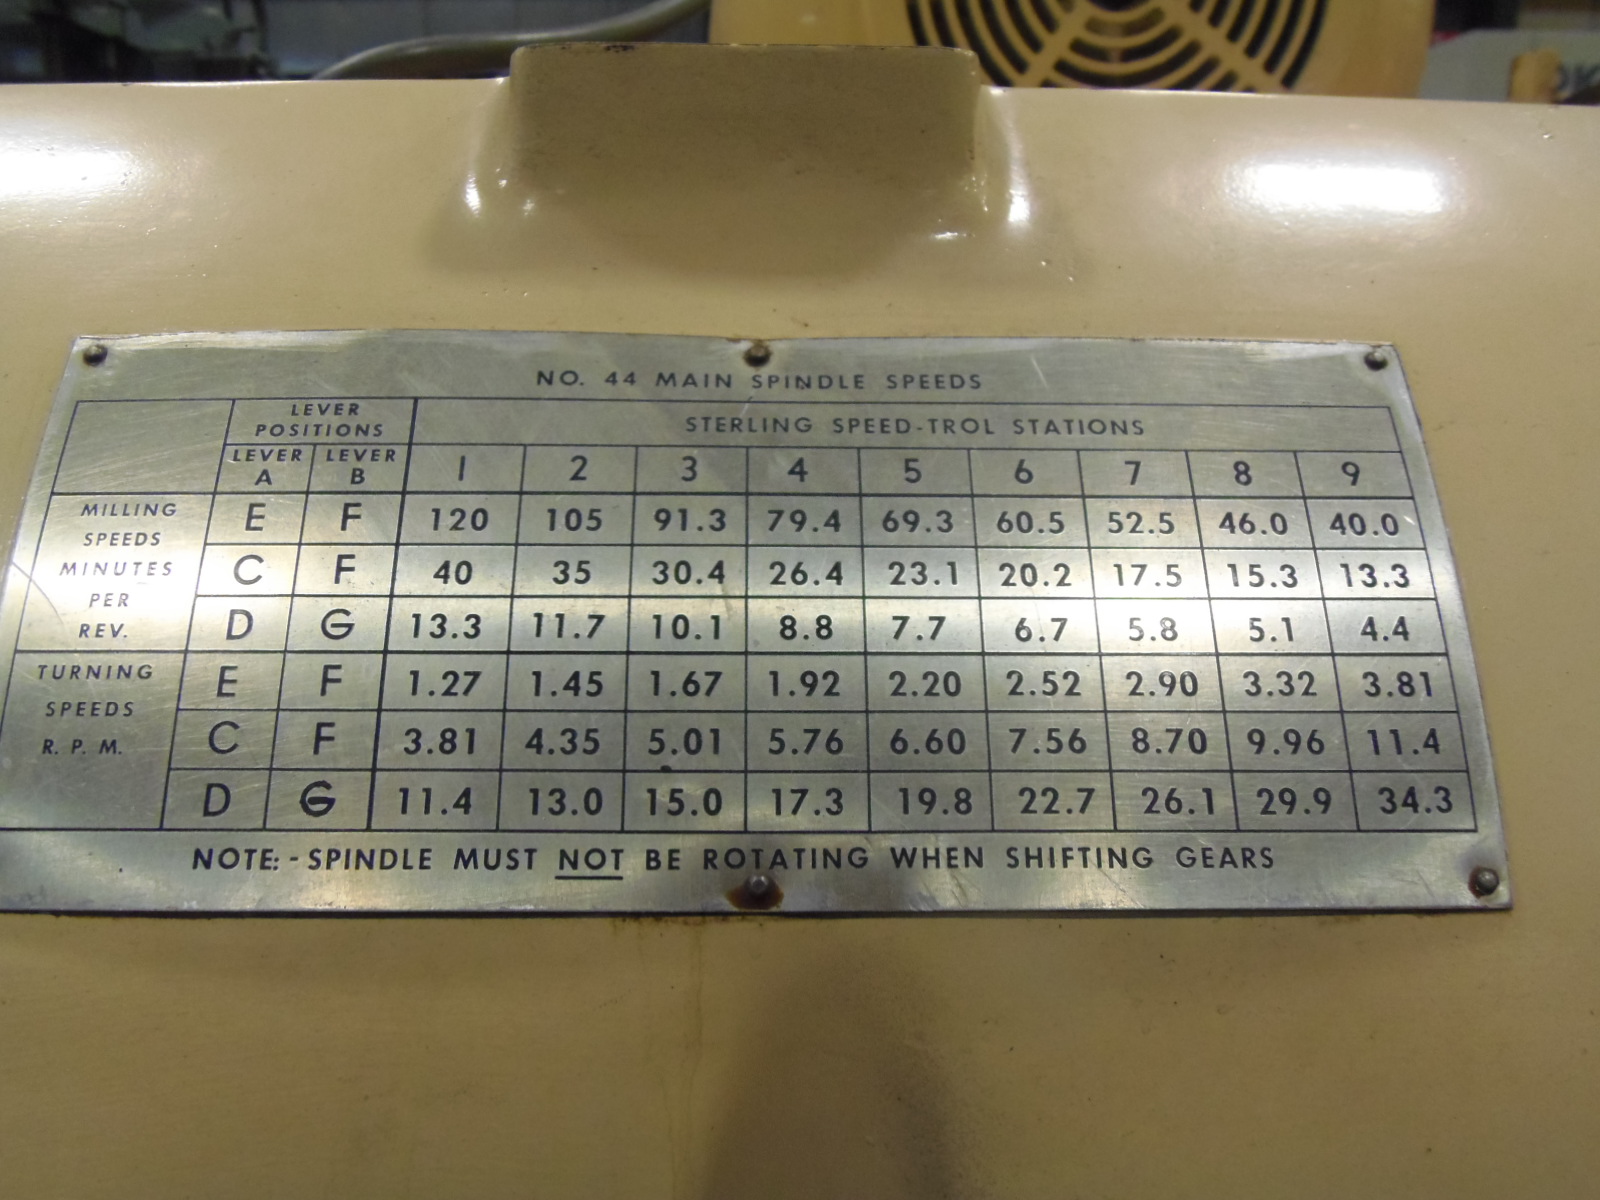 NO. 44 MAIN SPINDLE SPEEDS
LEVER POSITIONS STERLING SPEED-TROL STATIONS
LEVER A LEVER B 1 2 3 4 5 6 7 8 9
MILLING SPEEDS MINUTES PER REV.
E F 120 105 91.3 79.4 69.3 60.5 52.5 46.0 40.0
C F 40 35 30.4 26.4 23.1 20.2 17.5 15.3 13.3
D G 13.3 11.7 10.1 8.8 7.7 6.7 5.8 5.1 4.4
TURNING SPEEDS R. P. M.
E F 1.27 1.45 1.67 1.92 2.20 2.52 2.90 3.32 3.81
C F 3.81 4.35 5.01 5.76 6.60 7.56 8.70 9.96 11.4
D G 11.4 13.0 15.0 17.3 19.8 22.7 26.1 29.9 34.3
NOTE: - SPINDLE MUST NOT BE ROTATING WHEN SHIFTING GEARS